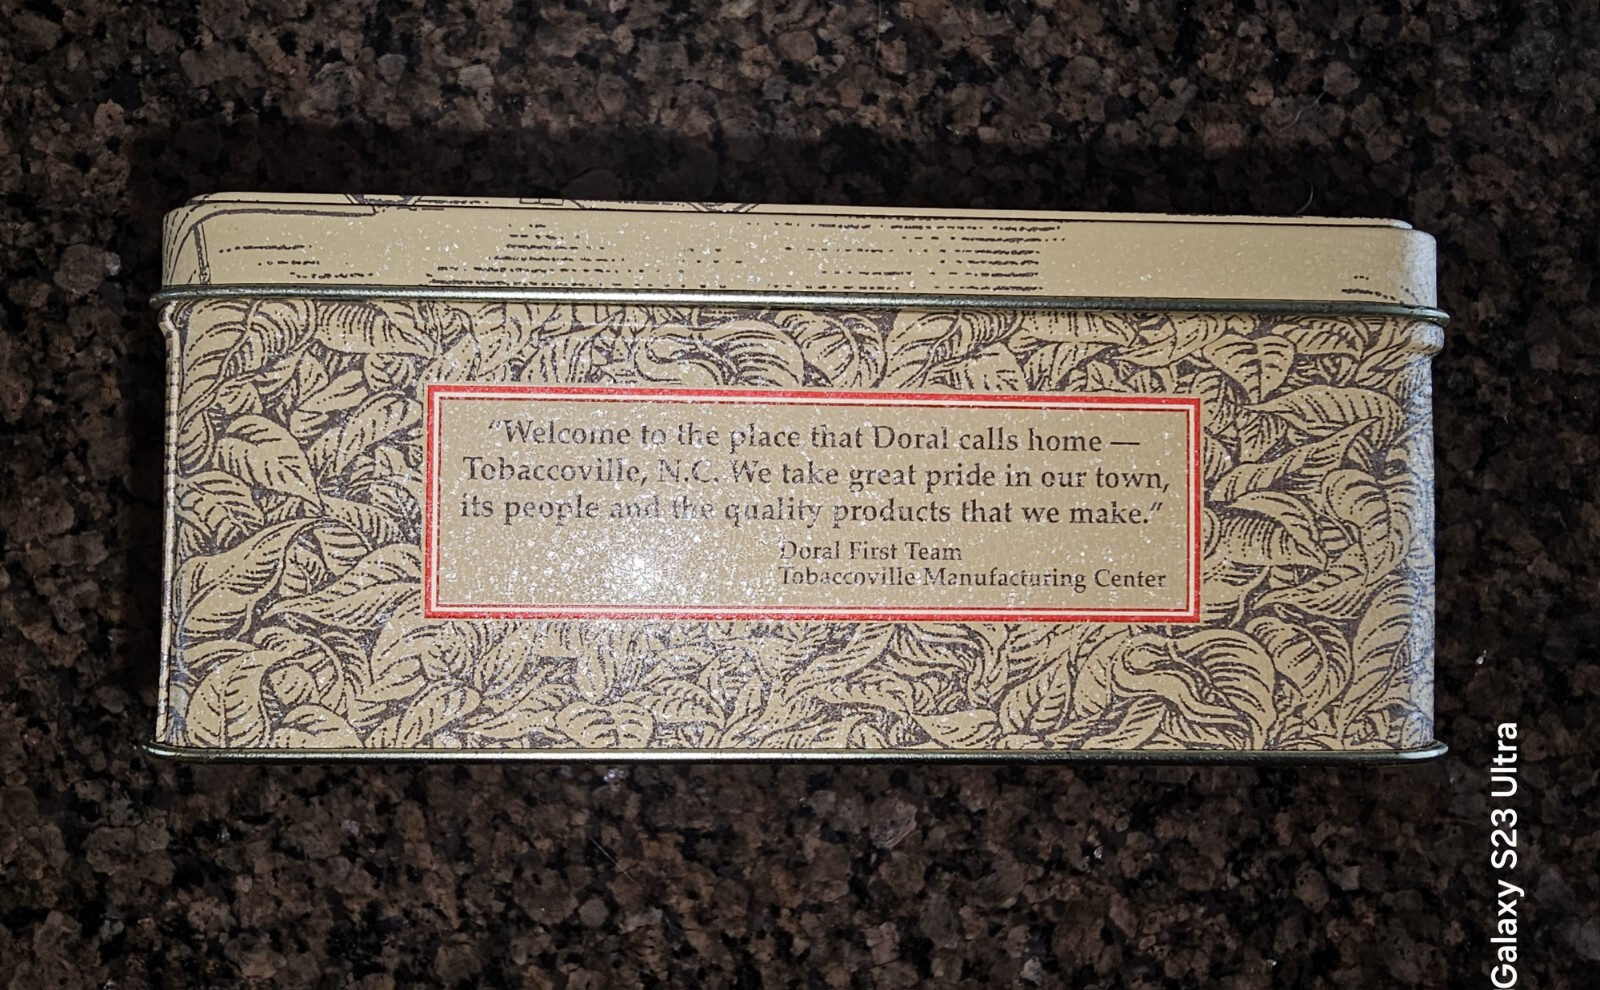 “Welcome to the place that Doral calls home —
Tobaccoville, N.C. We take great pride in our town,
its people and the quality products that we make.”
Doral First Team
Tobaccoville Manufacturing Center
Galaxy S23 Ultra